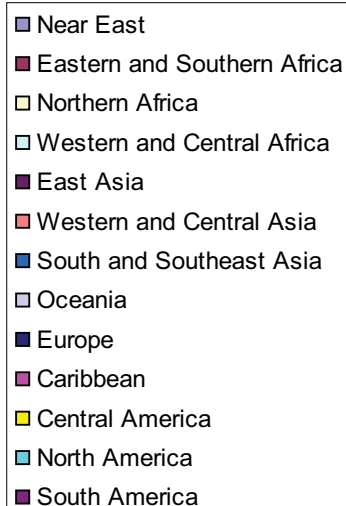 Near East
Eastern and Southern Africa
Northern Africa
Western and Central Africa
East Asia
Western and Central Asia
South and Southeast Asia
Oceania
Europe
Caribbean
Central America
North America
South America